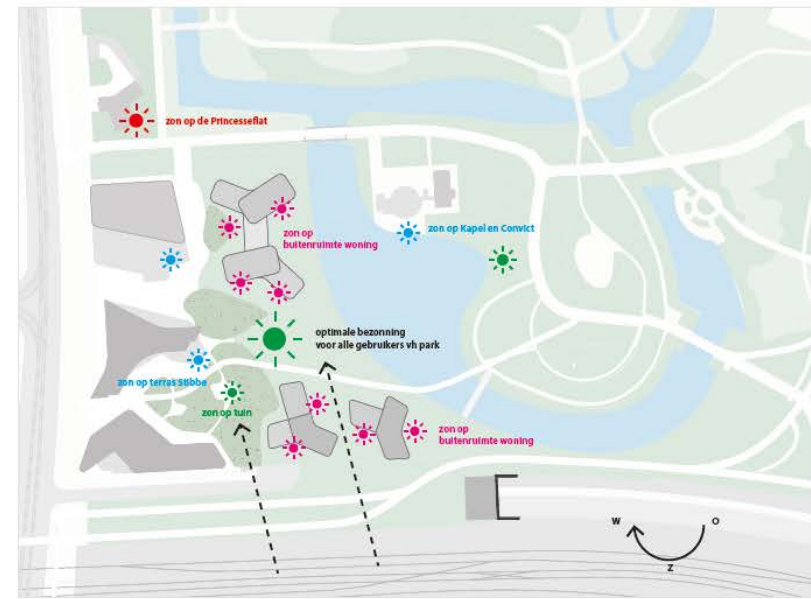 zon op de Princesseflat
zon op
buitenruimte woning
zon op Kapel en Convict
optimale bezonning
voor alle gebruikers vh park
zon op terras Stibbe
zon op tuin
zon op
buitenruimte woning
W
O
Z